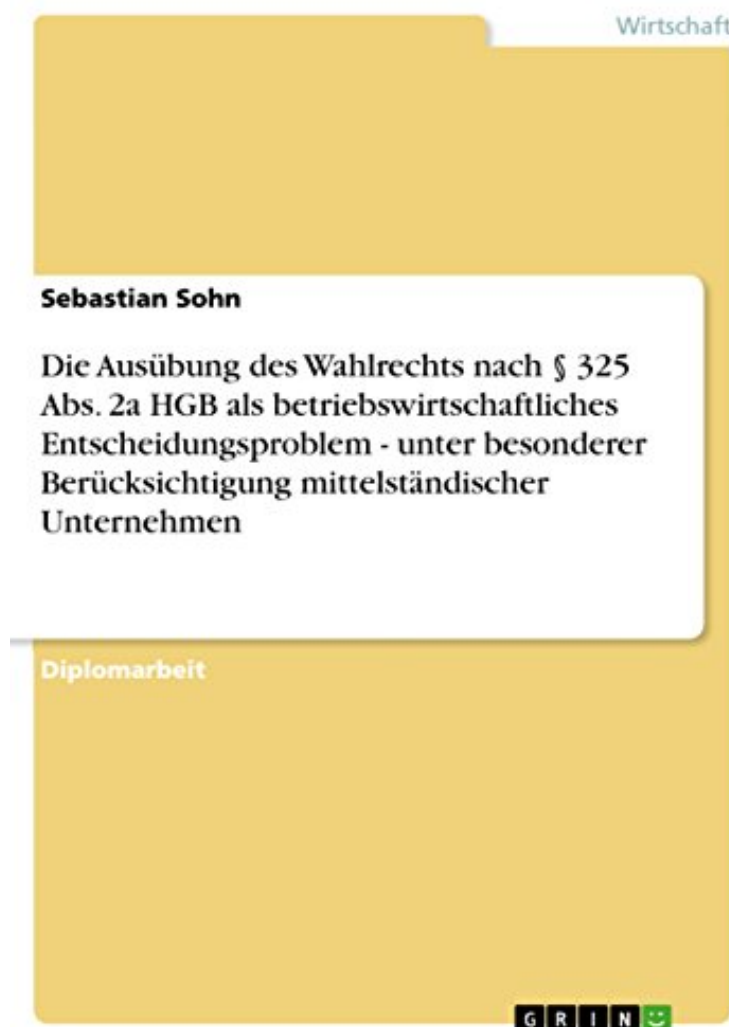 Wirtschaft
Sebastian Sohn
Die Ausübung des Wahlrechts nach § 325
Abs. 2a HGB als betriebswirtschaftliches
Entscheidungsproblem - unter besonderer
Berücksichtigung mittelständischer
Unternehmen
Diplomarbeit
GRIN